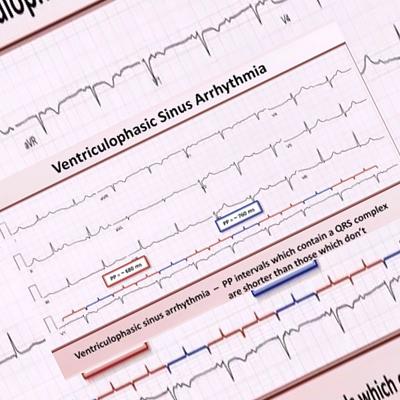 V4
V1
aVR
Ventriculophasic Sinus Arrhythmia
PP = ~ 760 ms
PP = ~ 680 ms
Ventriculophasic sinus arrhythmia – PP intervals which contain a QRS complex
are shorter than those which don't